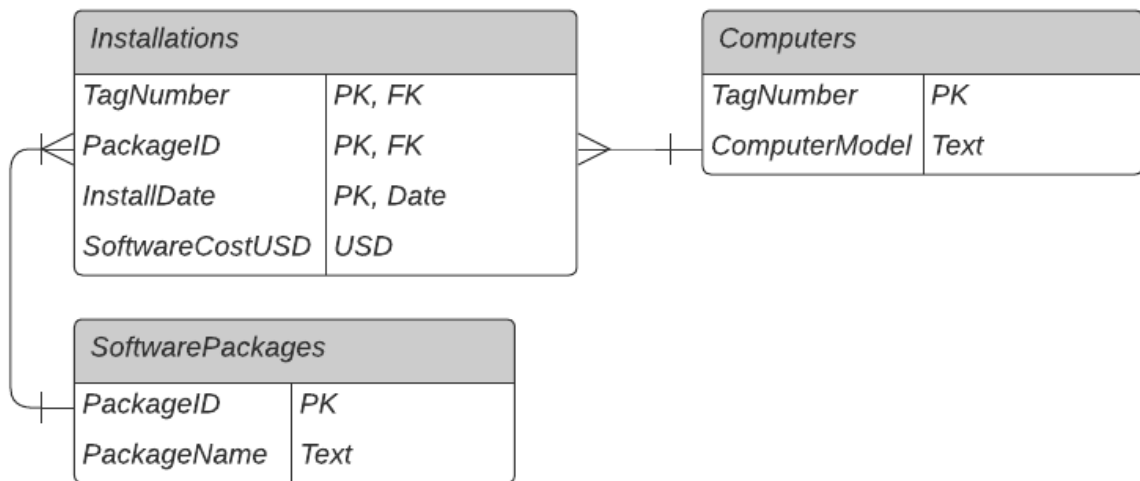 Installations
TagNumber PK, FK
PackageID PK, FK
InstallDate PK, Date
SoftwareCostUSD USD
Computers
TagNumber PK
ComputerModel Text
SoftwarePackages
PackageID PK
PackageName Text